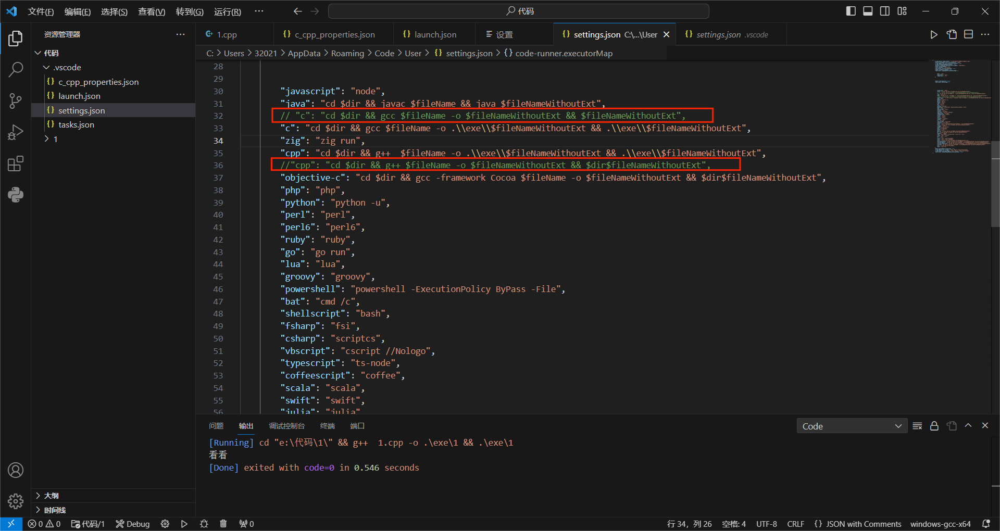 文件(F) 编辑(E) 选择(S) 查看(V) 转到(G) 运行(R) ··· 代码
资源管理器 ···
1.cpp c_cpp_properties.json launch.json 设置 settings.json C:\...\User settings.json .vscode
C: > Users > 32021 > AppData > Roaming > Code > User > {} settings.json > {} code-runner.executorMap
代码
.vscode
{} c_cpp_properties.json
{} launch.json
{} settings.json
{} tasks.json
1
28
29
30 "javascript": "node",
31 "java": "cd $dir && javac $fileName && java $fileNameWithoutExt",
32 // "c": "cd $dir && gcc $fileName -o $fileNameWithoutExt && $fileNameWithoutExt",
33 "c": "cd $dir && gcc $fileName -o .\\exe\\$fileNameWithoutExt && .\\exe\\$fileNameWithoutExt",
34 "zig": "zig run",
35 "cpp": "cd $dir && g++  $fileName -o .\\exe\\$fileNameWithoutExt && .\\exe\\$fileNameWithoutExt",
36 //"cpp": "cd $dir && g++ $fileName -o $fileNameWithoutExt && $dir$fileNameWithoutExt",
37 "objective-c": "cd $dir && gcc -framework Cocoa $fileName -o $fileNameWithoutExt && $dir$fileNameWithoutExt",
38 "php": "php",
39 "python": "python -u",
40 "perl": "perl",
41 "perl6": "perl6",
42 "ruby": "ruby",
43 "go": "go run",
44 "lua": "lua",
45 "groovy": "groovy",
46 "powershell": "powershell -ExecutionPolicy ByPass -File",
47 "bat": "cmd /c",
48 "shellscript": "bash",
49 "fsharp": "fsi",
50 "csharp": "scriptcs",
51 "vbscript": "cscript //Nologo",
52 "typescript": "ts-node",
53 "coffeescript": "coffee",
54 "scala": "scala",
55 "swift": "swift",
56 "julia": "julia"
问题 输出 调试控制台 终端 端口 Code
[Running] cd "e:\代码\1\" && g++  1.cpp -o .\exe\1 && .\exe\1
看看
[Done] exited with code=0 in 0.546 seconds
大纲
时间线
0 0 代码/1 Debug 0 行 34，列 26 空格: 4 UTF-8 CRLF {} JSON with Comments windows-gcc-x64